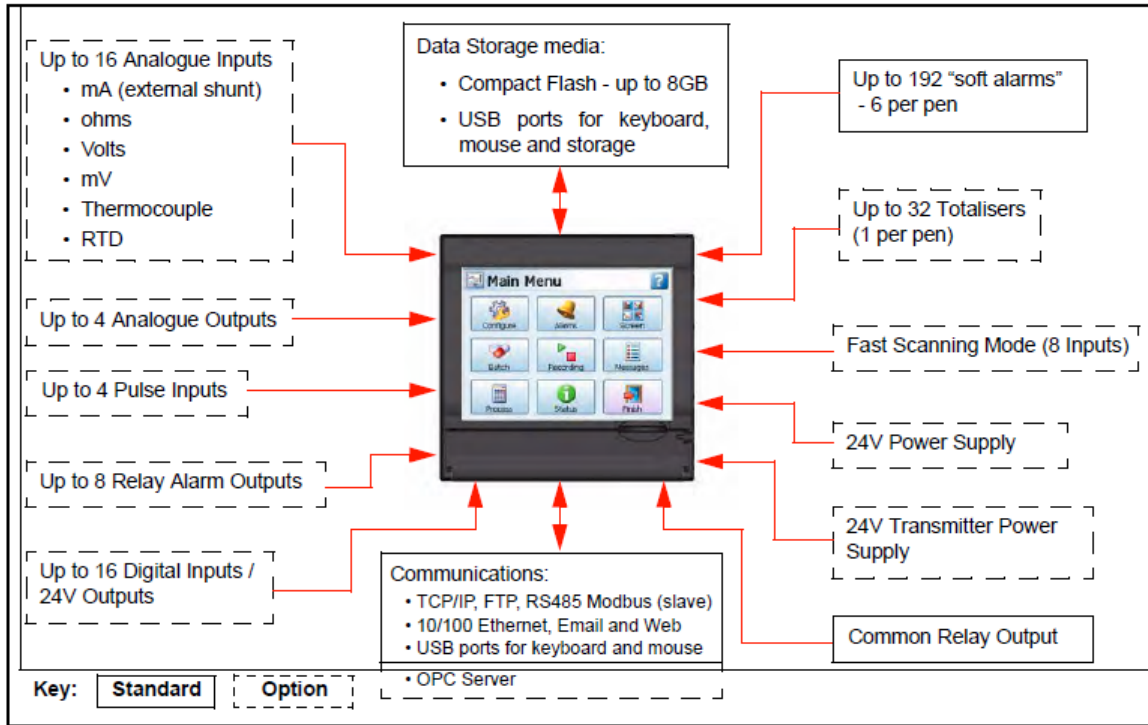 Up to 16 Analogue Inputs
• mA (external shunt)
• ohms
• Volts
• mV
• Thermocouple
• RTD
Up to 4 Analogue Outputs
Up to 4 Pulse Inputs
Up to 8 Relay Alarm Outputs
Up to 16 Digital Inputs /
24V Outputs
Data Storage media:
• Compact Flash - up to 8GB
• USB ports for keyboard,
mouse and storage
Main Menu
?
Configure
Alarms
Screen
Batch
Recording
Messages
Process
Status
Finish
Communications:
• TCP/IP, FTP, RS485 Modbus (slave)
• 10/100 Ethernet, Email and Web
• USB ports for keyboard and mouse
• OPC Server
Up to 192 “soft alarms”
- 6 per pen
Up to 32 Totalisers
(1 per pen)
Fast Scanning Mode (8 Inputs)
24V Power Supply
24V Transmitter Power
Supply
Common Relay Output
Key: Standard Option